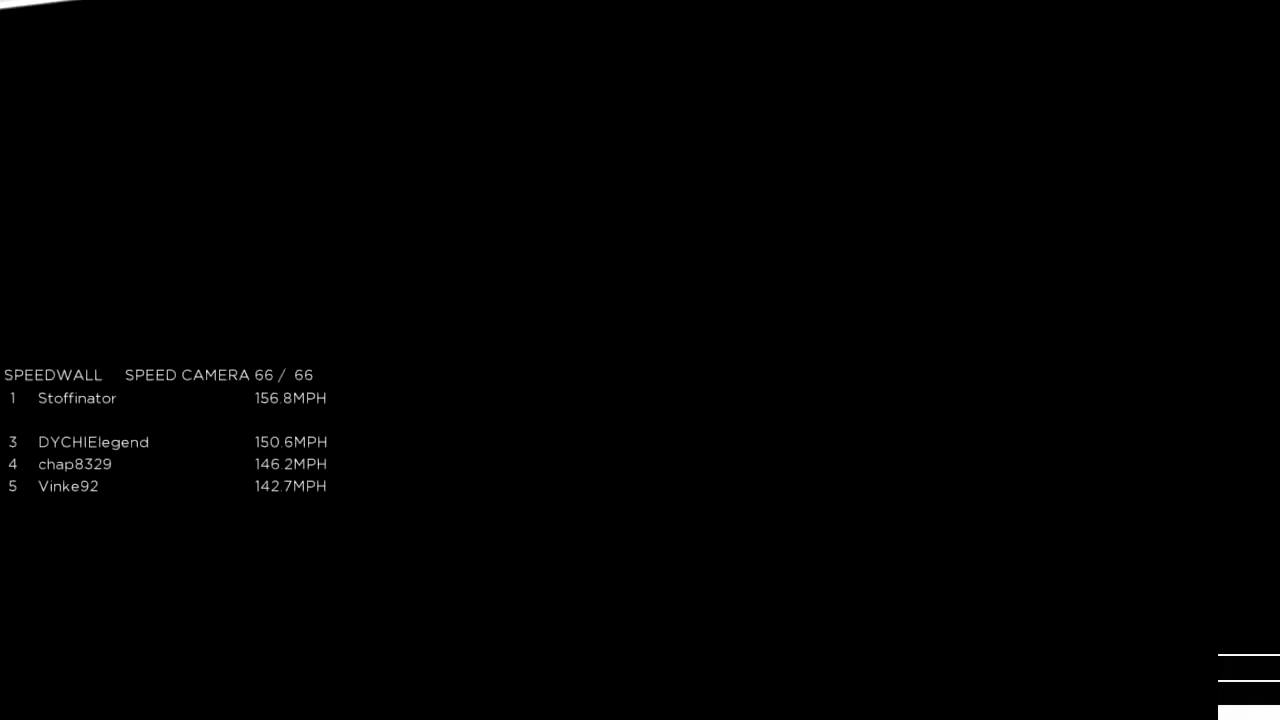 SPEEDWALL SPEED CAMERA 66 / 66
1 Stoffinator 156.8MPH
3 DYCHIElegend 150.6MPH
4 chap8329 146.2MPH
5 Vinke92 142.7MPH